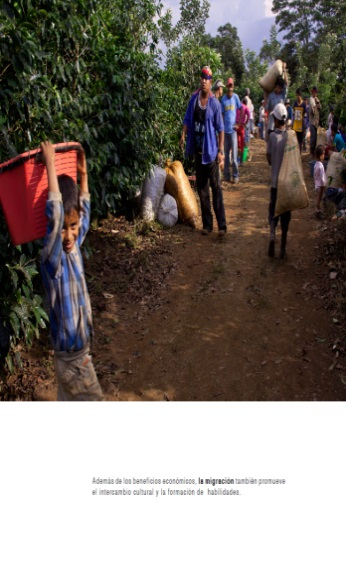 Además de los beneficios económicos, la migración también promueve
el intercambio cultural y la formación de habilidades.